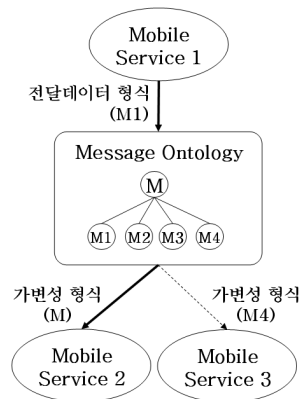 Mobile
Service 1
전달데이터 형식
(M1)
Message Ontology
M
M1 M2 M3 M4
가변성 형식 가변성 형식
(M) (M4)
Mobile Mobile
Service 2 Service 3